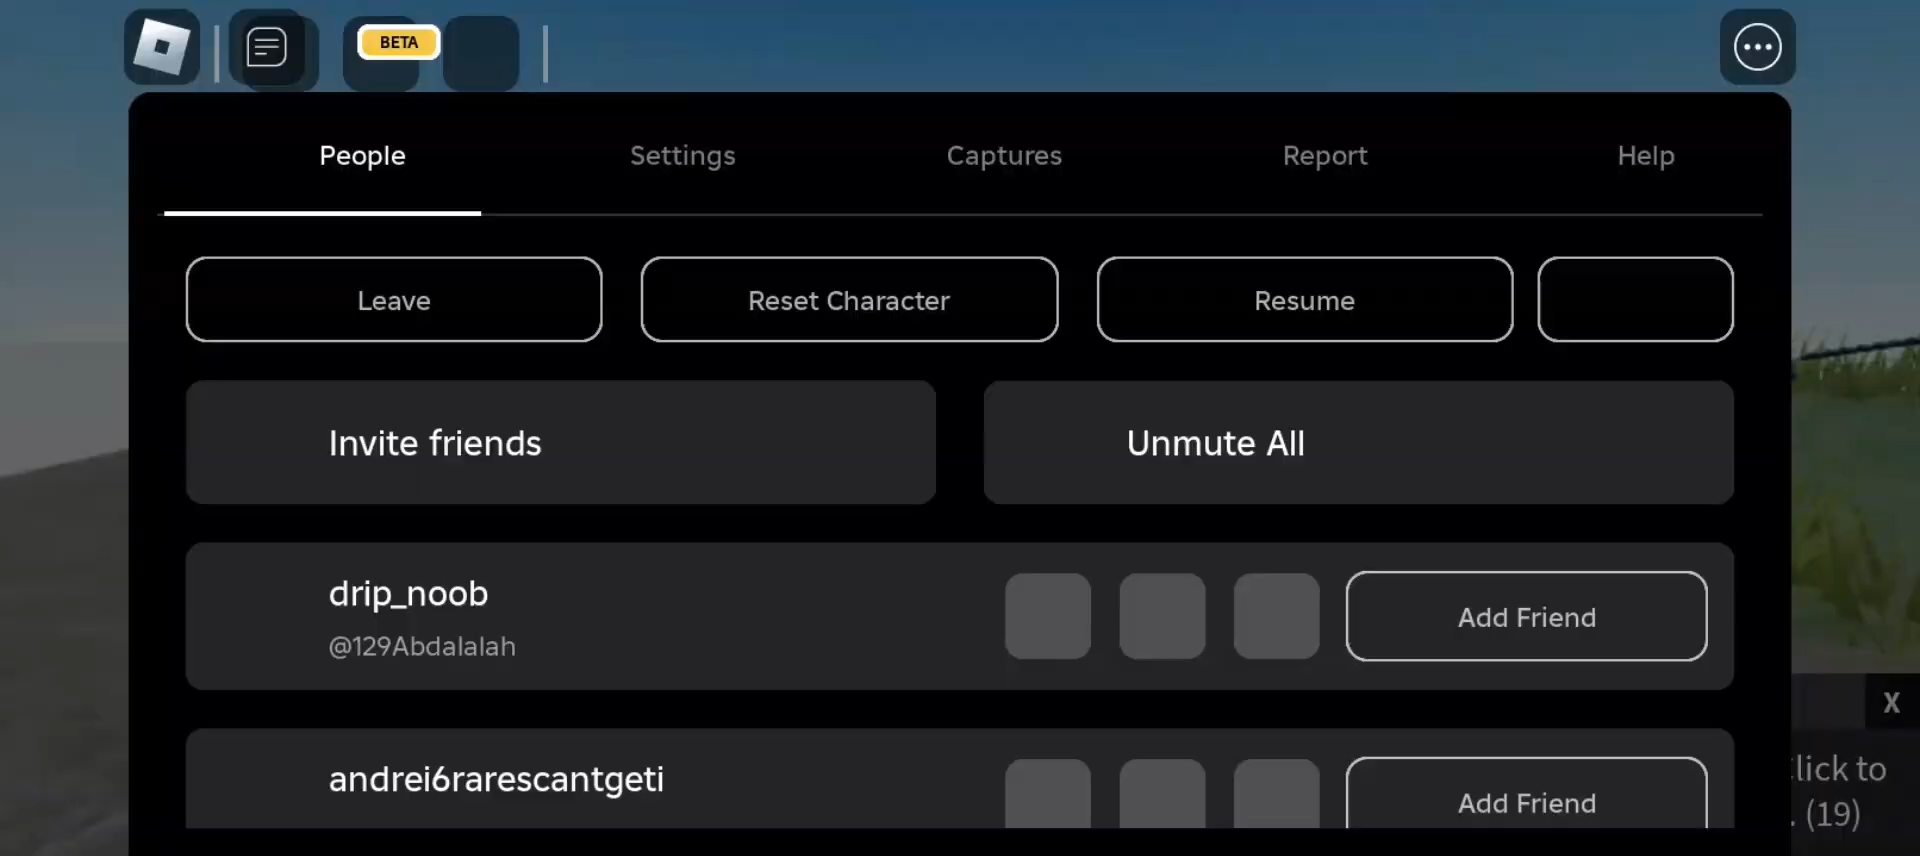 BETA
People
Settings
Captures
Report
Help
Leave
Reset Character
Resume
Invite friends
Unmute All
drip_noob
@129Abdalalah
Add Friend
andrei6rarescantgeti
Add Friend
X
lick to
. (19)